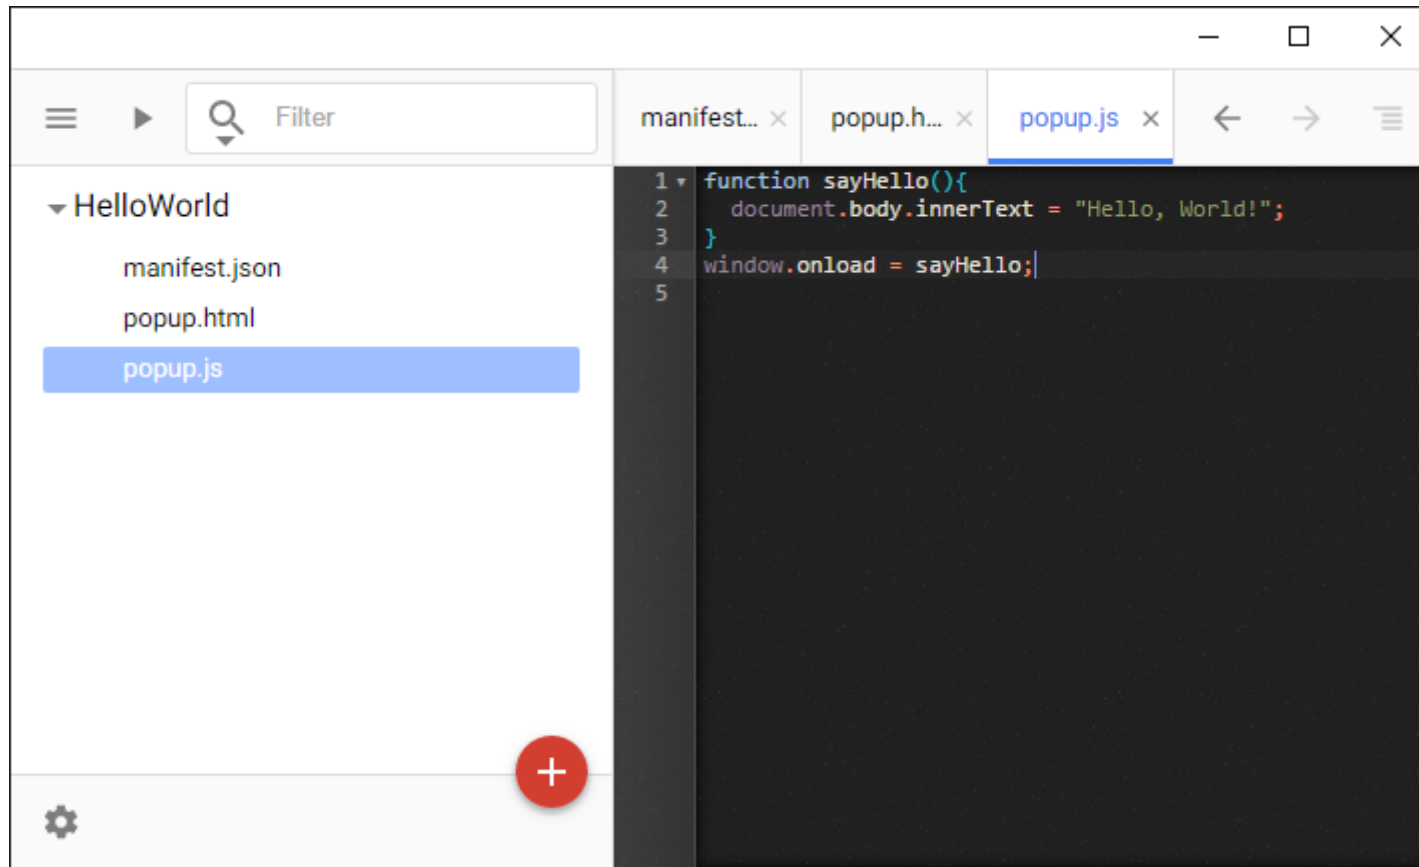 Filter
manifest... popup.h... popup.js
HelloWorld
manifest.json
popup.html
popup.js
1 function sayHello(){
2 document.body.innerText = "Hello, World!";
3 }
4 window.onload = sayHello;
5